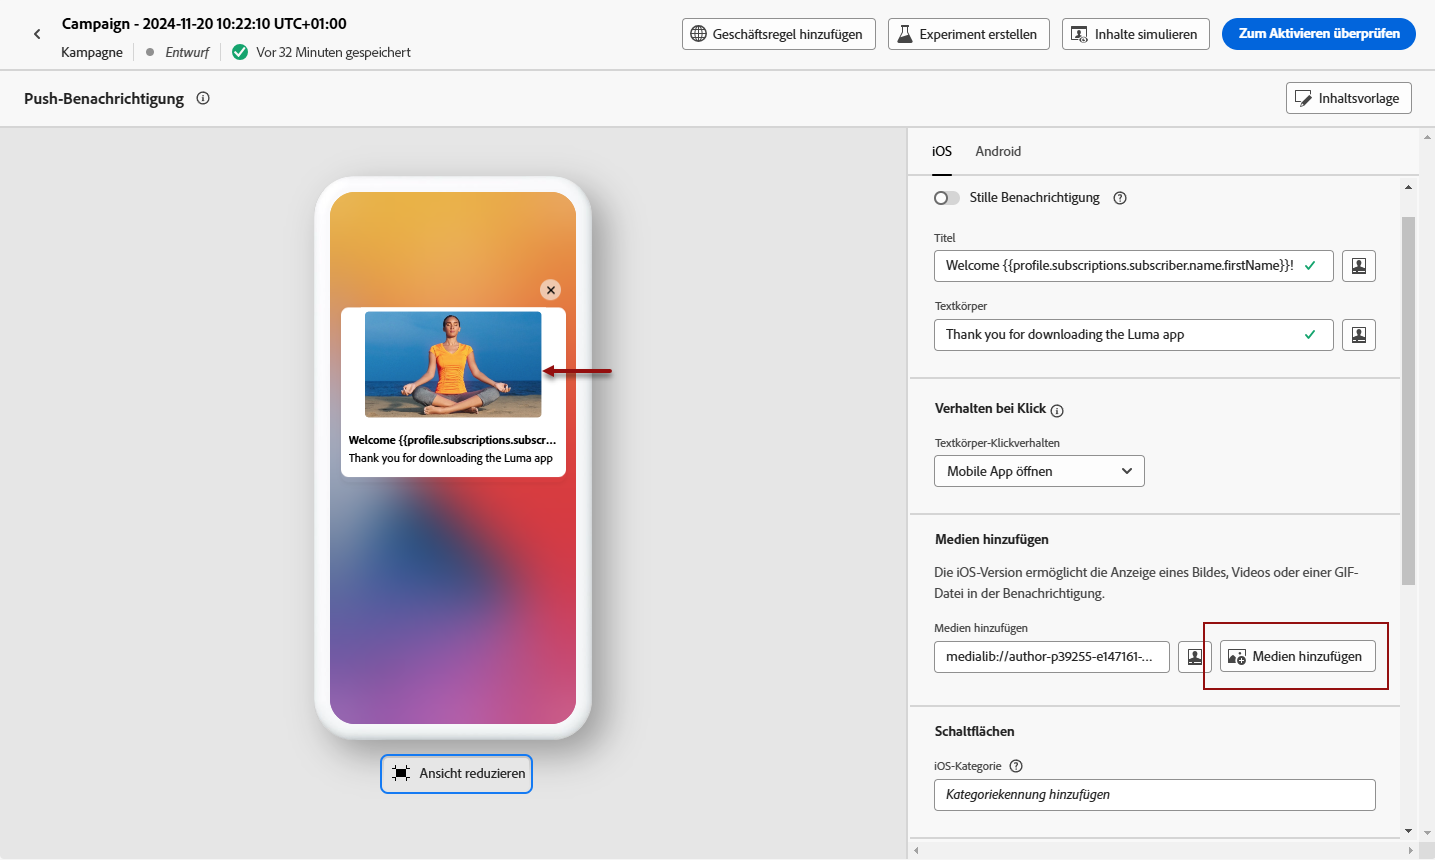 Campaign - 2024-11-20 10:22:10 UTC+01:00
Kampagne
Entwurf
Vor 32 Minuten gespeichert
Geschäftsregel hinzufügen
Experiment erstellen
Inhalte simulieren
Zum Aktivieren überprüfen
Push-Benachrichtigung
Inhaltsvorlage
Welcome {{profile.subscriptions.subscr...
Thank you for downloading the Luma app
Ansicht reduzieren
iOS
Android
Stille Benachrichtigung
Titel
Welcome {{profile.subscriptions.subscriber.name.firstName}}!
Textkörper
Thank you for downloading the Luma app
Verhalten bei Klick
Textkörper-Klickverhalten
Mobile App öffnen
Medien hinzufügen
Die iOS-Version ermöglicht die Anzeige eines Bildes, Videos oder einer GIF-
Datei in der Benachrichtigung.
Medien hinzufügen
medialib://author-p39255-e147161-...
Medien hinzufügen
Schaltflächen
iOS-Kategorie
Kategoriekennung hinzufügen